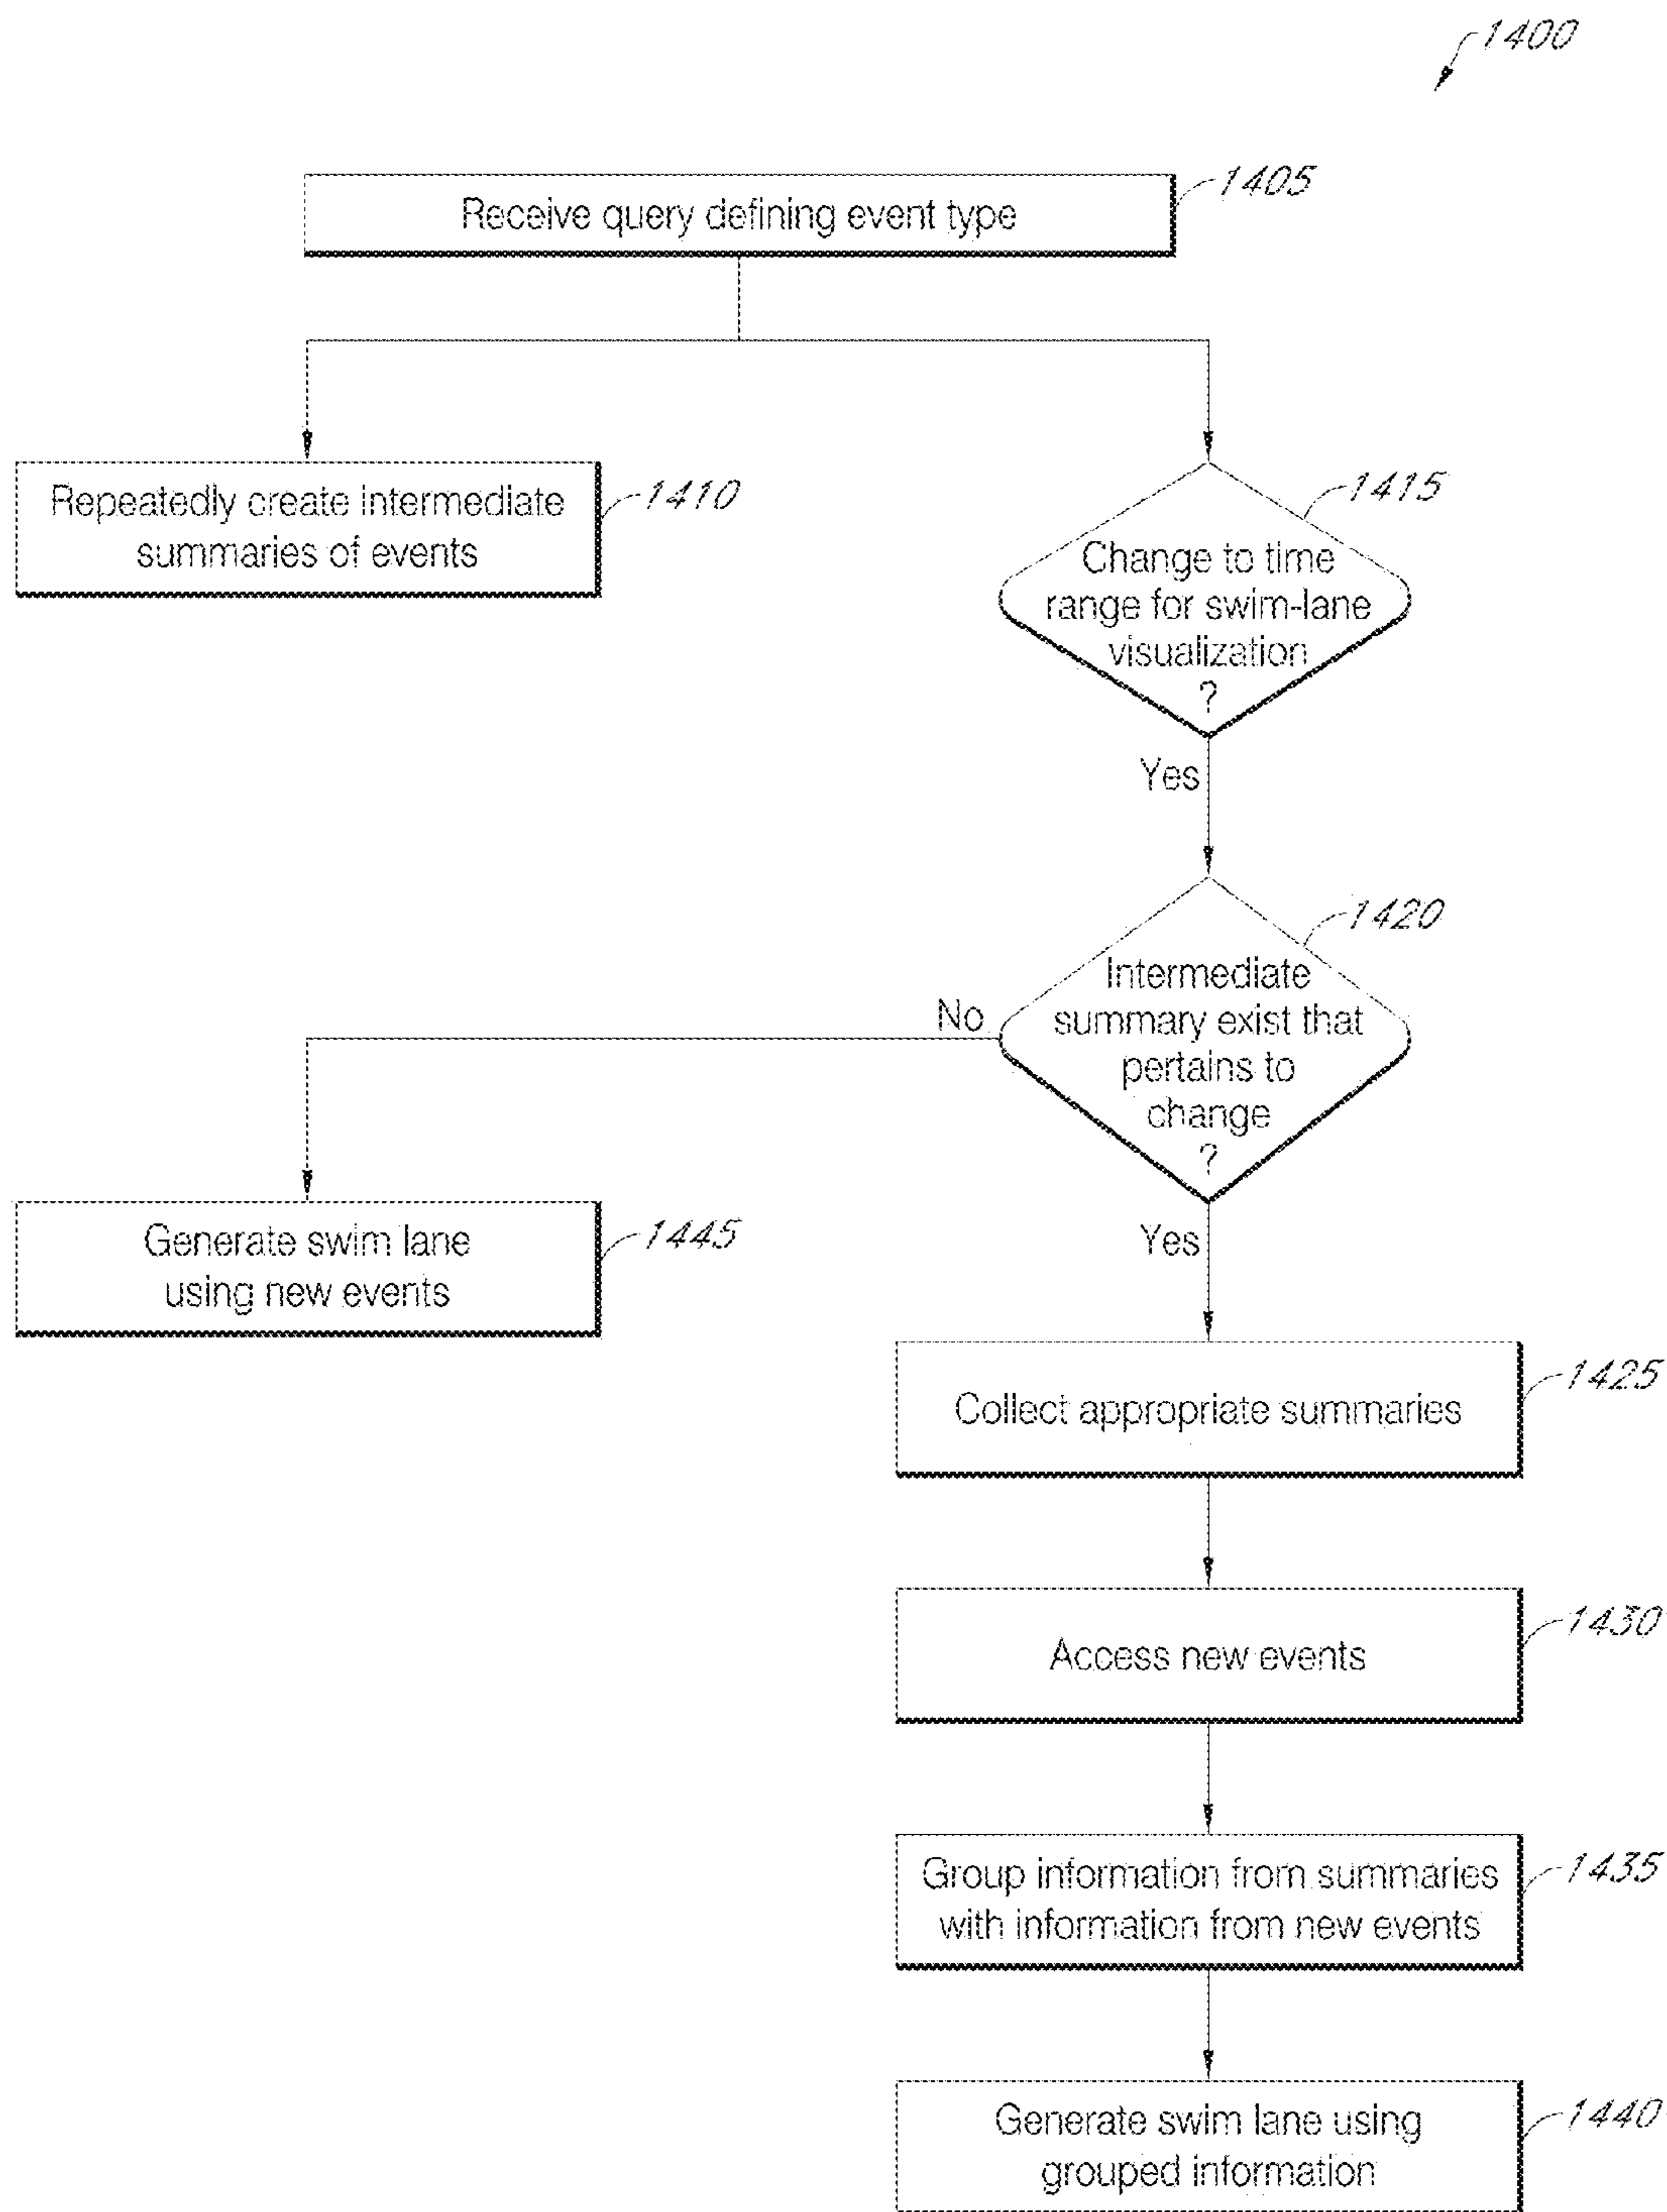 1400
Receive query defining event type
1405
Repeatedly create intermediate
summaries of events
1410
Change to time
range for swim-lane
visualization
?
1415
Yes
Intermediate
summary exist that
pertains to
change
?
1420
No
Generate swim lane
using new events
1445
Yes
Collect appropriate summaries
1425
Access new events
1430
Group information from summaries
with information from new events
1435
Generate swim lane using
grouped information
1440